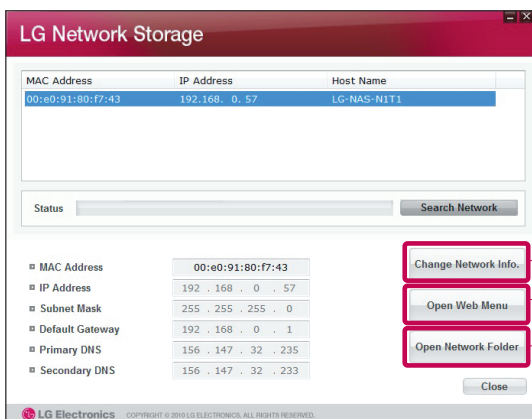 LG Network Storage
MAC Address IP Address Host Name
00:e0:91:80:f7:43 192.168. 0. 57 LG-NAS-N1T1
Status Search Network
MAC Address 00:e0:91:80:f7:43 Change Network Info.
IP Address 192 . 168 . 0 . 57
Subnet Mask 255 . 255 . 255 . 0 Open Web Menu
Default Gateway 192 . 168 . 0 . 1
Primary DNS 156 . 147 . 32 . 235 Open Network Folder
Secondary DNS 156 . 147 . 32 . 233
Close
LG Electronics COPYRIGHT © 2010 LG ELECTRONICS. ALL RIGHTS RESERVED.